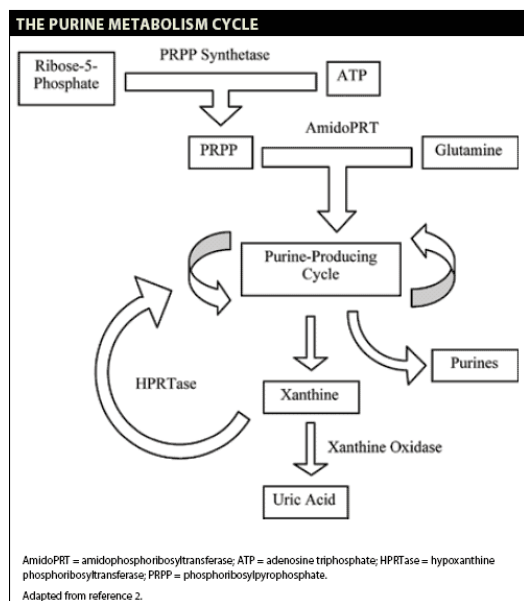 THE PURINE METABOLISM CYCLE
PRPP Synthetase
Ribose-5-
Phosphate
ATP
AmidoPRT
PRPP
Glutamine
Purine-Producing
Cycle
Purines
HPRTase
Xanthine
Xanthine Oxidase
Uric Acid
AmidoPRT = amidophosphoribosyltransferase; ATP = adenosine triphosphate; HPRTase = hypoxanthine
phosphoribosyltransferase; PRPP = phosphoribosylpyrophosphate.
Adapted from reference 2.